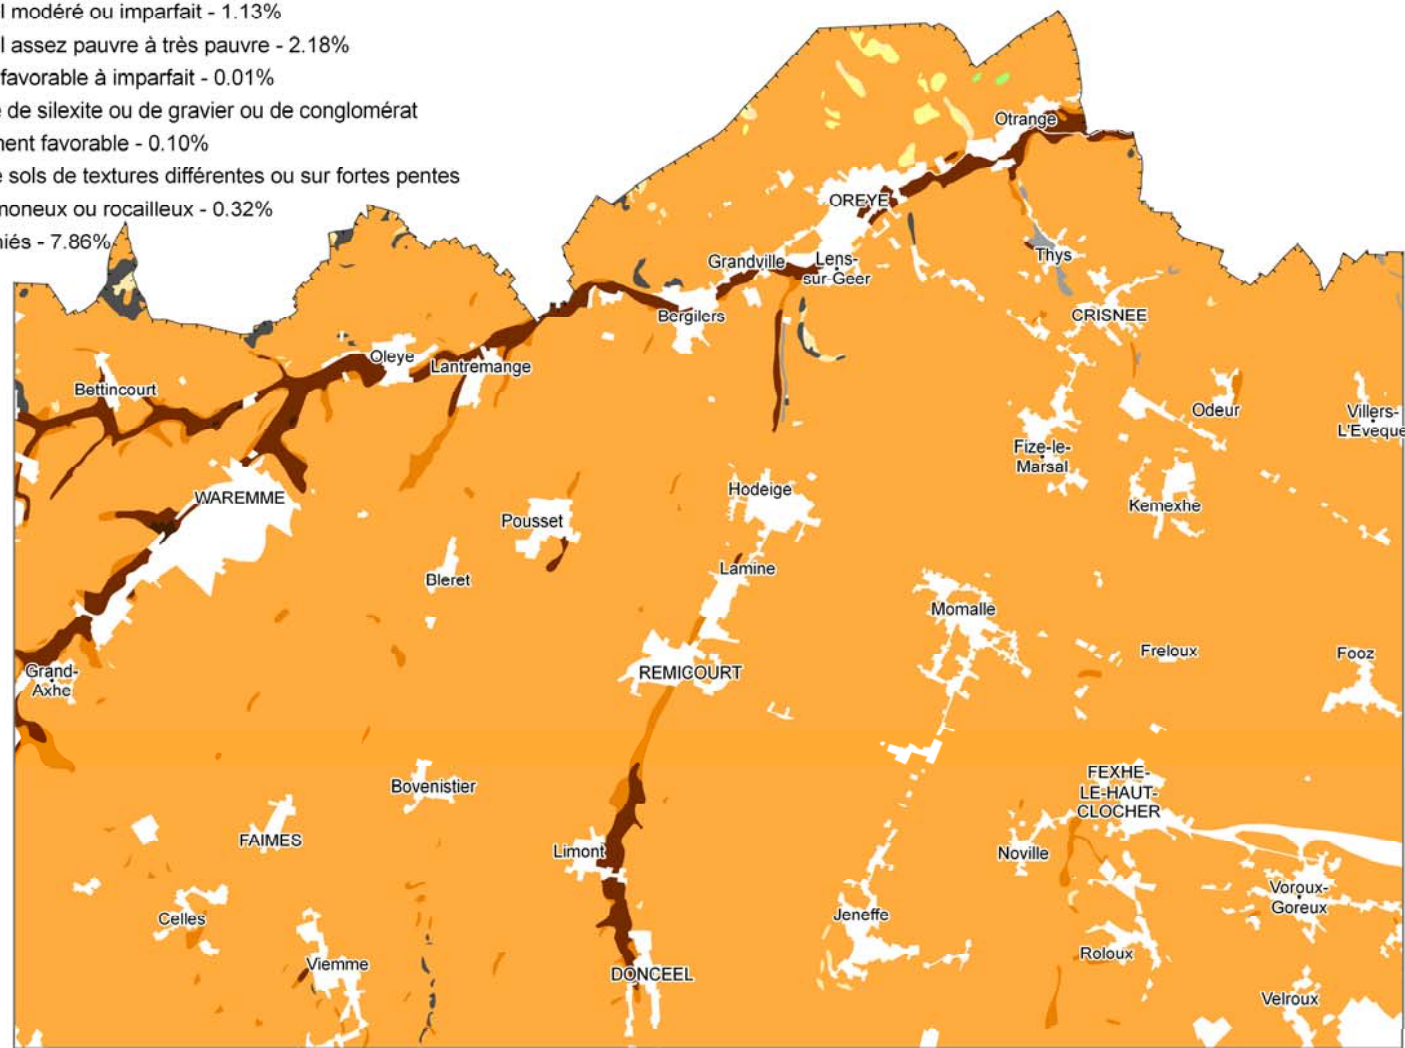 l modéré ou imparfait - 1.13%
l assez pauvre à très pauvre - 2.18%
favorable à imparfait - 0.01%
e de silexite ou de gravier ou de conglomérat
ment favorable - 0.10%
e sols de textures différentes ou sur fortes pentes
moneux ou rocailleux - 0.32%
niés - 7.86%
Otrange
OREYE
Thys
Grandville
Lens-
sur-Geer
CRISNEE
Bergilers
Oleye
Lantremange
Bettincourt
Odeur
Villers-
L'Eveque
Fize-le-
Marsal
WAREMME
Hodeige
Kemexhe
Pousset
Lamine
Bleret
Momalle
Freloux
Fooz
Grand-
Axhe
REMICOURT
Bovenistier
FEXHE-
LE-HAUT-
CLOCHER
FAIMES
Limont
Noville
Voroux-
Goreux
Celles
Jeneffe
Roloux
Viemme
DONCEEL
Velroux